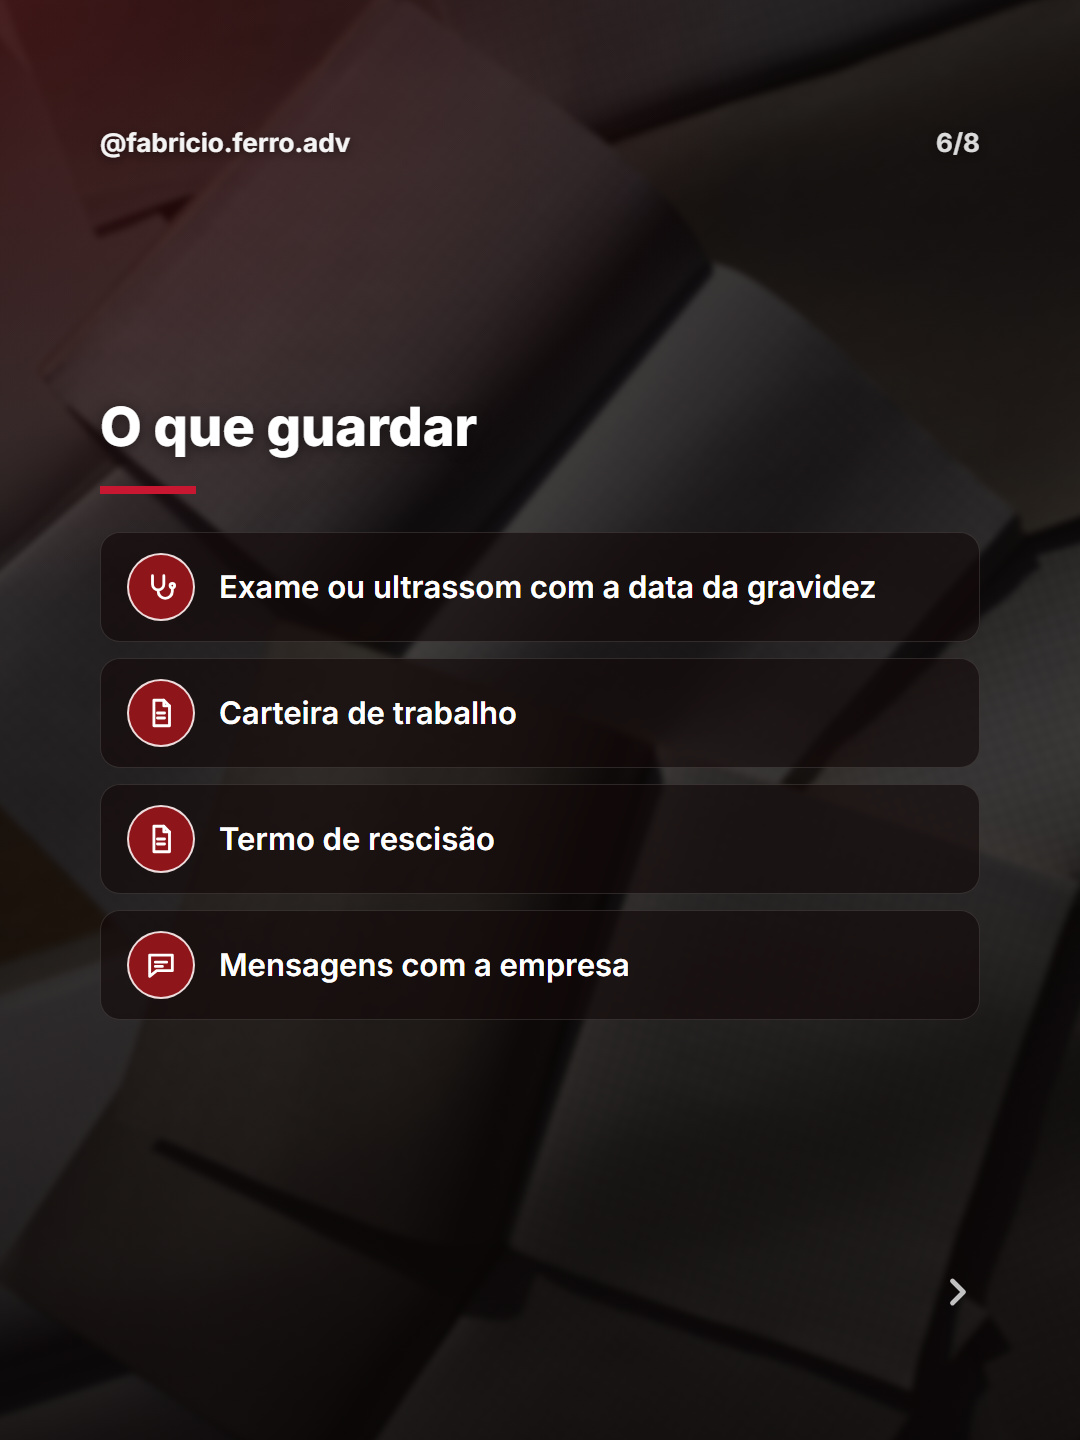 @fabricio.ferro.adv
6/8
O que guardar
Exame ou ultrassom com a data da gravidez
Carteira de trabalho
Termo de rescisão
Mensagens com a empresa